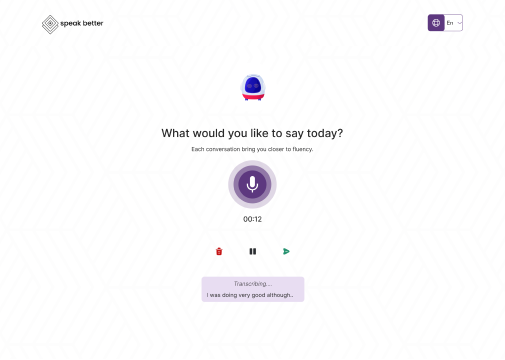 speak better
En
What would you like to say today?
Each conversation bring you closer to fluency.
00:12
Transcribing...
I was doing very good although..